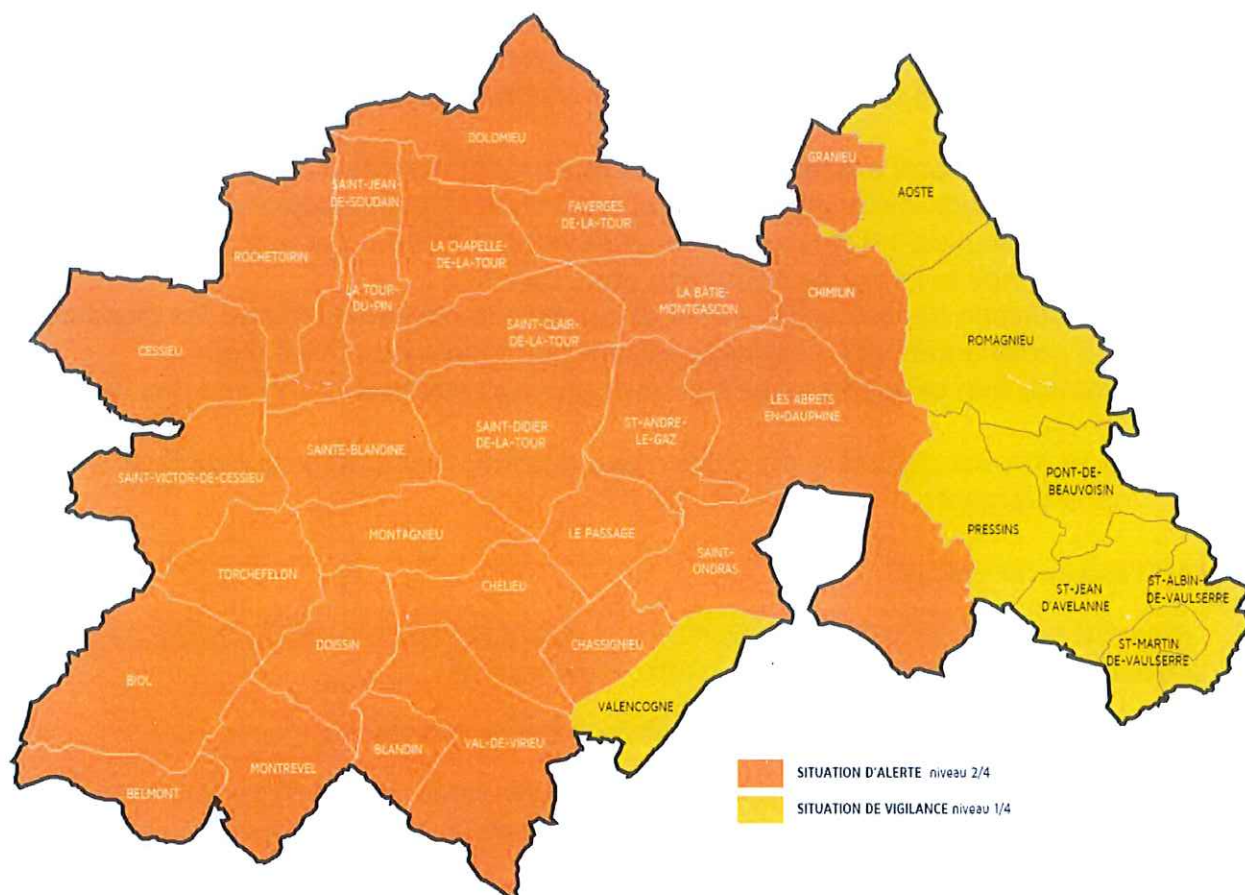 DOLOMIEU
GRANIEU
SAINT-JEAN-
DE-SOUDAIN
AOSTE
FAVERGES
DE-LA-TOUR
ROCHETOIRIN
LA CHAPELLE-
DE-LA-TOUR
LA TOUR-
DU-PIN
LA BÂTIE-
MONTGASCON
CHIMILIN
SAINT-CLAIR-
DE-LA-TOUR
CESSIEU
ROMAGNIEU
LES ABRETS
EN-DAUPHINE
SAINT-DIDIER
DE-LA-TOUR
ST-ANDRE-
LE-GAZ
SAINTE-BLANDINE
SAINT-VICTOR-DE-CESSIEU
PONT-DE-
BEAUVOISIN
MONTAGNIEU
LE PASSAGE
PRESSINS
SAINT-
ONDRAS
TORCHEFELON
CHELIEU
ST-JEAN
D'AVELANNE
ST-ALBIN-
DE-VAULSERRE
DOISSIN
CHASSIGNIEU
ST-MARTIN
DE-VAULSERRE
BIOL
VALENCOGNE
BLANDIN
VAL-DE-VIRIEU
MONTREVEL
BELMONT
SITUATION D'ALERTE niveau 2/4
SITUATION DE VIGILANCE niveau 1/4